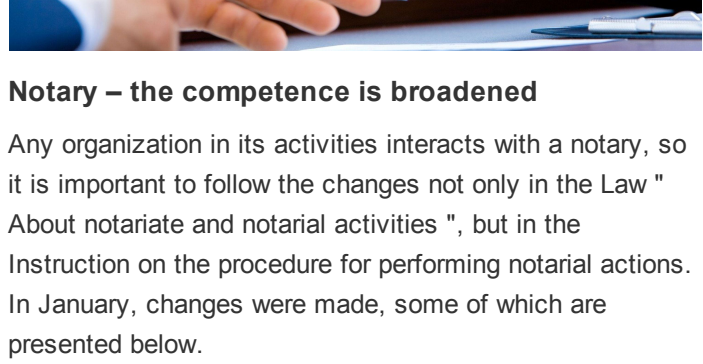 Notary – the competence is broadened
Any organization in its activities interacts with a notary, so
it is important to follow the changes not only in the Law "
About notariate and notarial activities ", but in the
Instruction on the procedure for performing notarial actions.
In January, changes were made, some of which are
presented below.